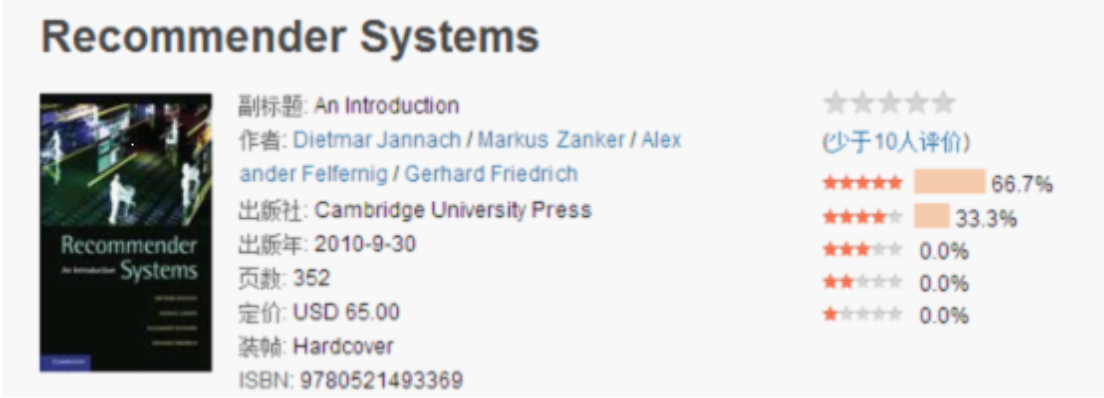 Recommender Systems
副标题: An Introduction
作者: Dietmar Jannach / Markus Zanker / Alex
ander Felfernig / Gerhard Friedrich
出版社: Cambridge University Press
出版年: 2010-9-30
页数: 352
定价: USD 65.00
装帧: Hardcover
ISBN: 9780521493369
(少于10人评价)
66.7%
33.3%
0.0%
0.0%
0.0%
Recommender
An Introduction Systems